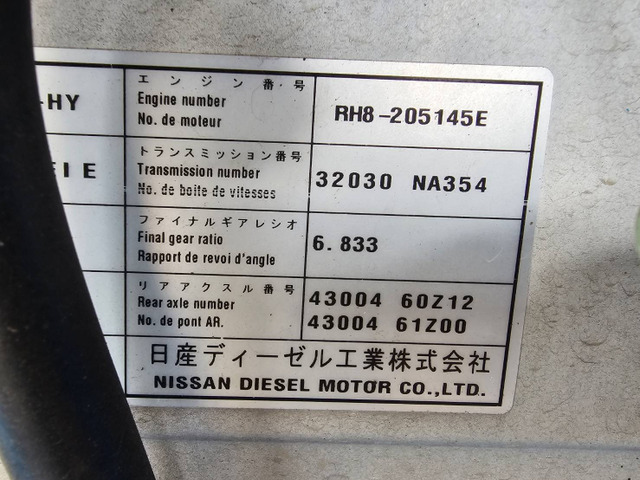 -HY
エンジン番号
Engine number
No. de moteur
RH8-205145E
IE
トランスミッション番号
Transmission number
No. de boite de vitesses
32030 NA354
ファイナルギアレシオ
Final gear ratio
Rapport de revoi d'angle
6.833
リアアクスル番号
Rear axle number
No. de pont AR.
43004 60Z12
43004 61Z00
日産ディーゼル工業株式会社
NISSAN DIESEL MOTOR CO.,LTD.